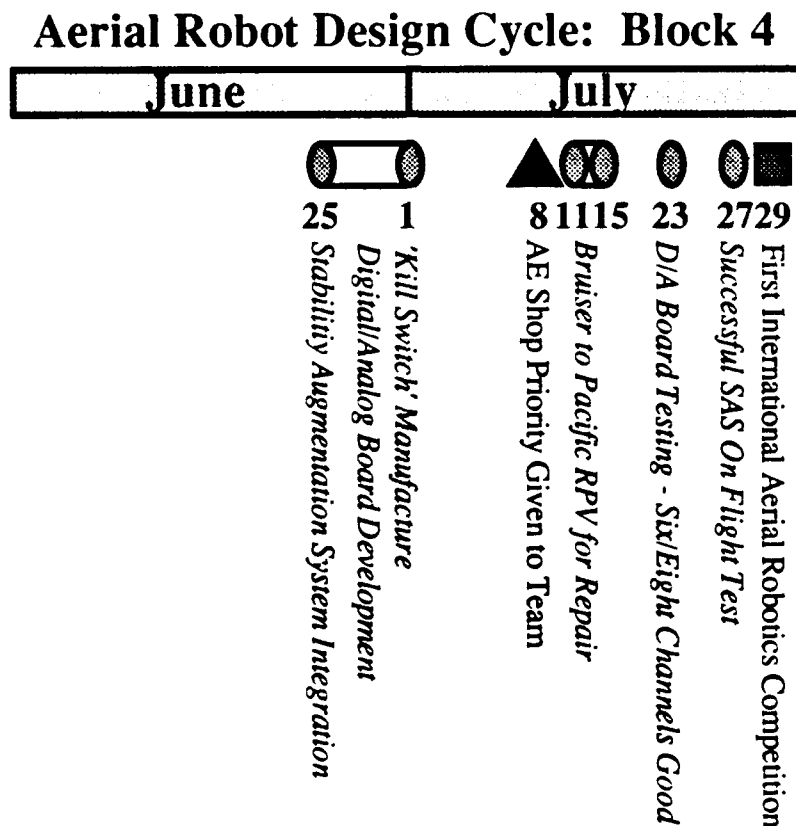 Aerial Robot Design Cycle: Block 4
June
July
25
1
8
11
15
23
27
29
Stabilitiy Augmentation System Integration
Digital/Analog Board Development
'Kill Switch' Manufacture
AE Shop Priority Given to Team
Bruiser to Pacific RPV for Repair
D/A Board Testing - Six/Eight Channels Good
Successful SAS On Flight Test
First International Aerial Robotics Competition